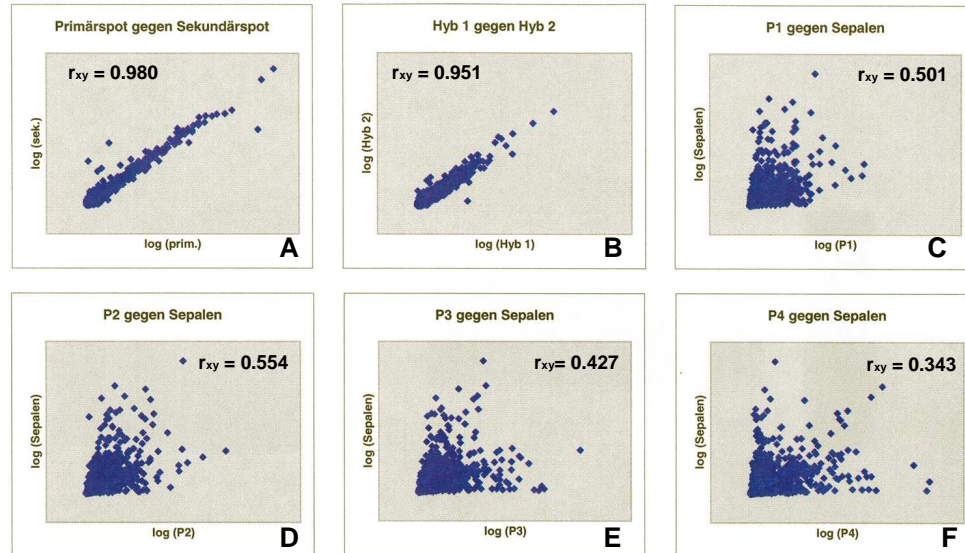 Primärspot gegen Sekundärspot
rxy = 0.980
log (sek.)
log (prim.)
A
Hyb 1 gegen Hyb 2
rxy = 0.951
log (Hyb 2)
log (Hyb 1)
B
P1 gegen Sepalen
rxy = 0.501
log (Sepalen)
log (P1)
C
P2 gegen Sepalen
rxy = 0.554
log (Sepalen)
log (P2)
D
P3 gegen Sepalen
rxy= 0.427
log (Sepalen)
log (P3)
E
P4 gegen Sepalen
rxy = 0.343
log (Sepalen)
log (P4)
F